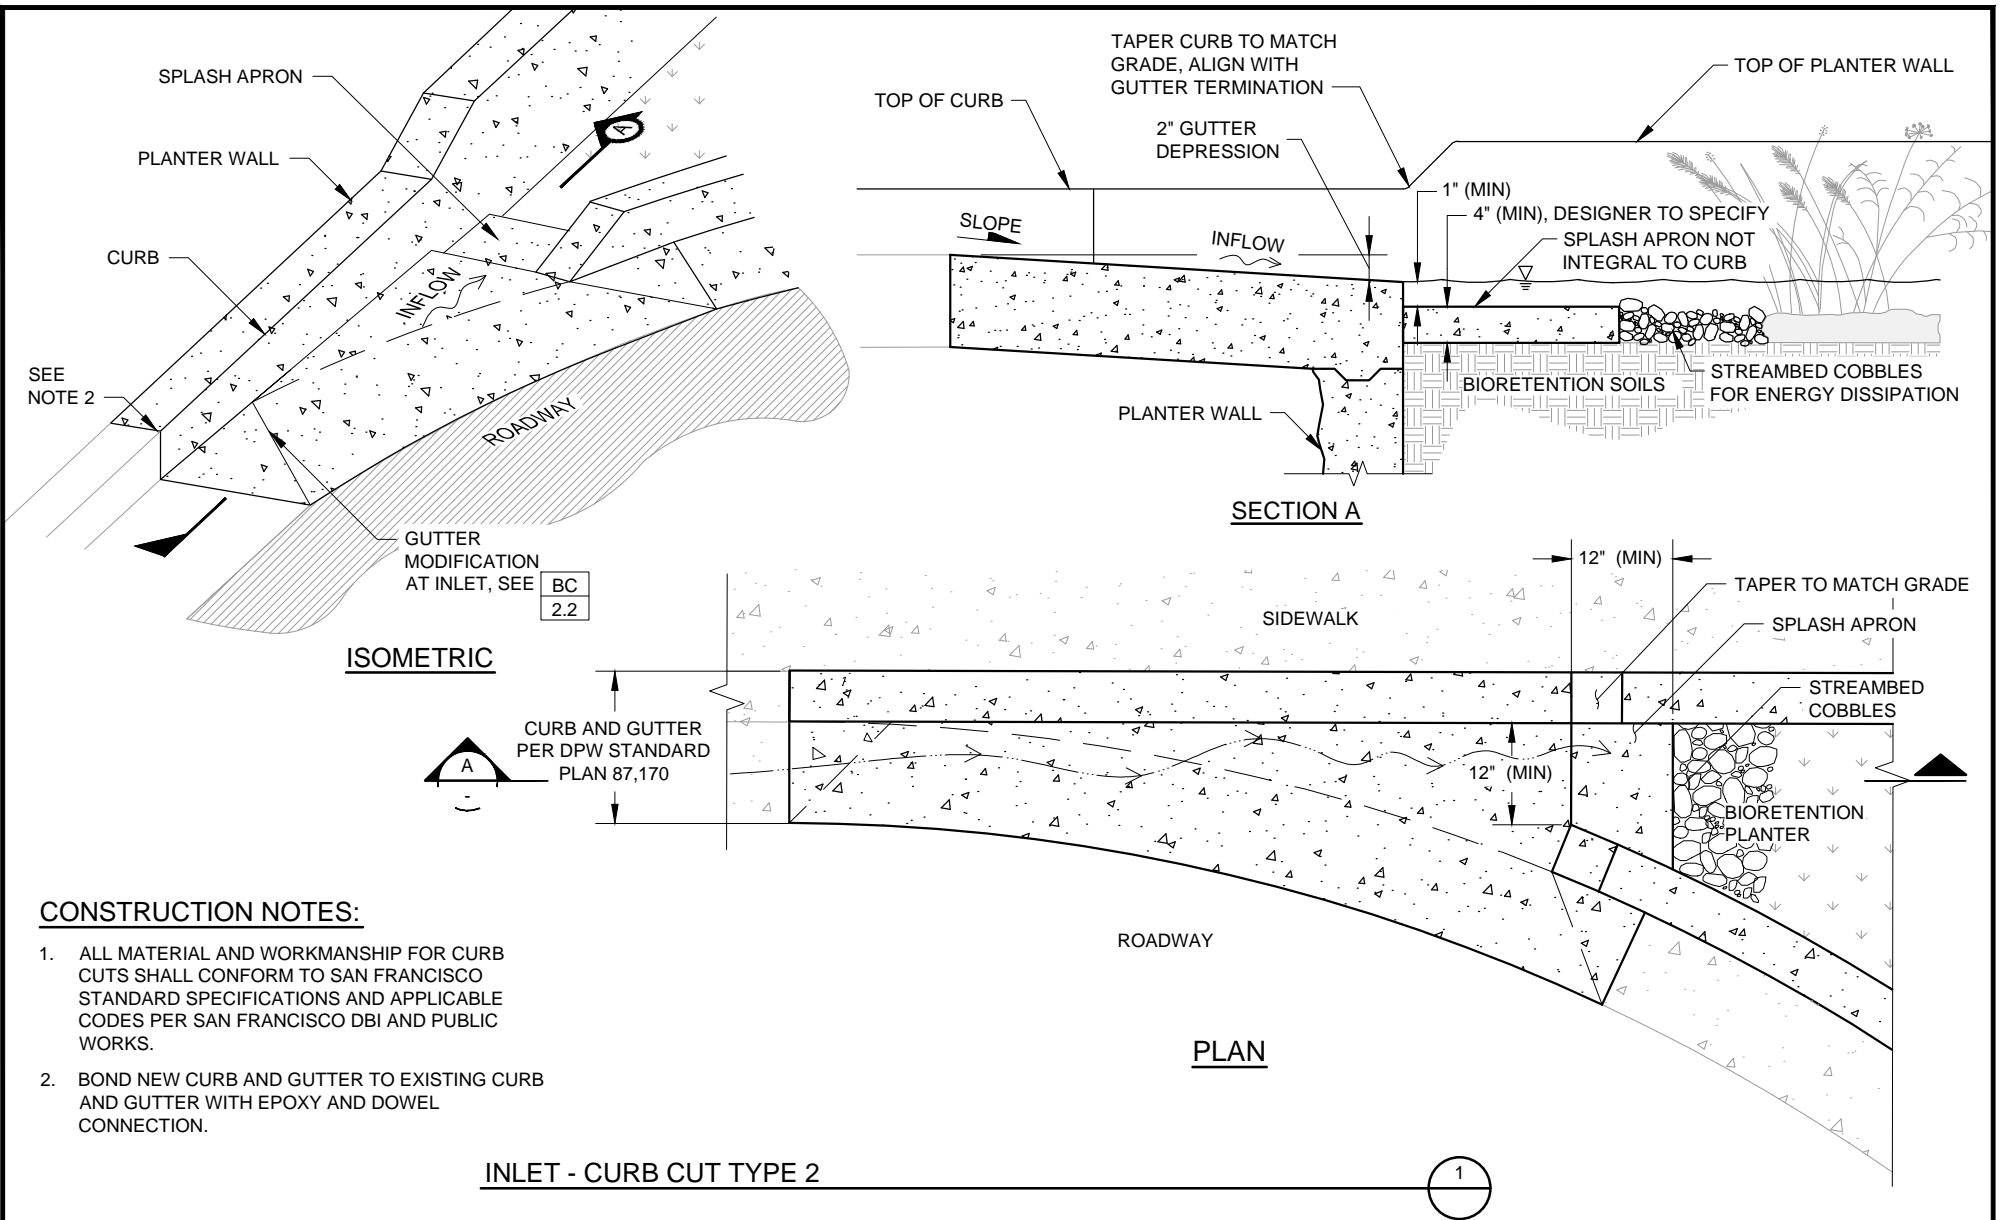 SPLASH APRON
PLANTER WALL
CURB
SEE
NOTE 2
INFLOW
ROADWAY
A
GUTTER
MODIFICATION
AT INLET, SEE
BC
2.2
ISOMETRIC
TAPER CURB TO MATCH
GRADE, ALIGN WITH
GUTTER TERMINATION
TOP OF CURB
2" GUTTER
DEPRESSION
TOP OF PLANTER WALL
1" (MIN)
4" (MIN), DESIGNER TO SPECIFY
SPLASH APRON NOT
INTEGRAL TO CURB
SLOPE
INFLOW
BIORETENTION SOILS
STREAMBED COBBLES
FOR ENERGY DISSIPATION
PLANTER WALL
SECTION A
12" (MIN)
TAPER TO MATCH GRADE
SPLASH APRON
STREAMBED
COBBLES
SIDEWALK
CURB AND GUTTER
PER DPW STANDARD
PLAN 87,170
A
-
12" (MIN)
BIORETENTION
PLANTER
ROADWAY
PLAN
CONSTRUCTION NOTES:
1. ALL MATERIAL AND WORKMANSHIP FOR CURB
CUTS SHALL CONFORM TO SAN FRANCISCO
STANDARD SPECIFICATIONS AND APPLICABLE
CODES PER SAN FRANCISCO DBI AND PUBLIC
WORKS.
2. BOND NEW CURB AND GUTTER TO EXISTING CURB
AND GUTTER WITH EPOXY AND DOWEL
CONNECTION.
INLET - CURB CUT TYPE 2
1